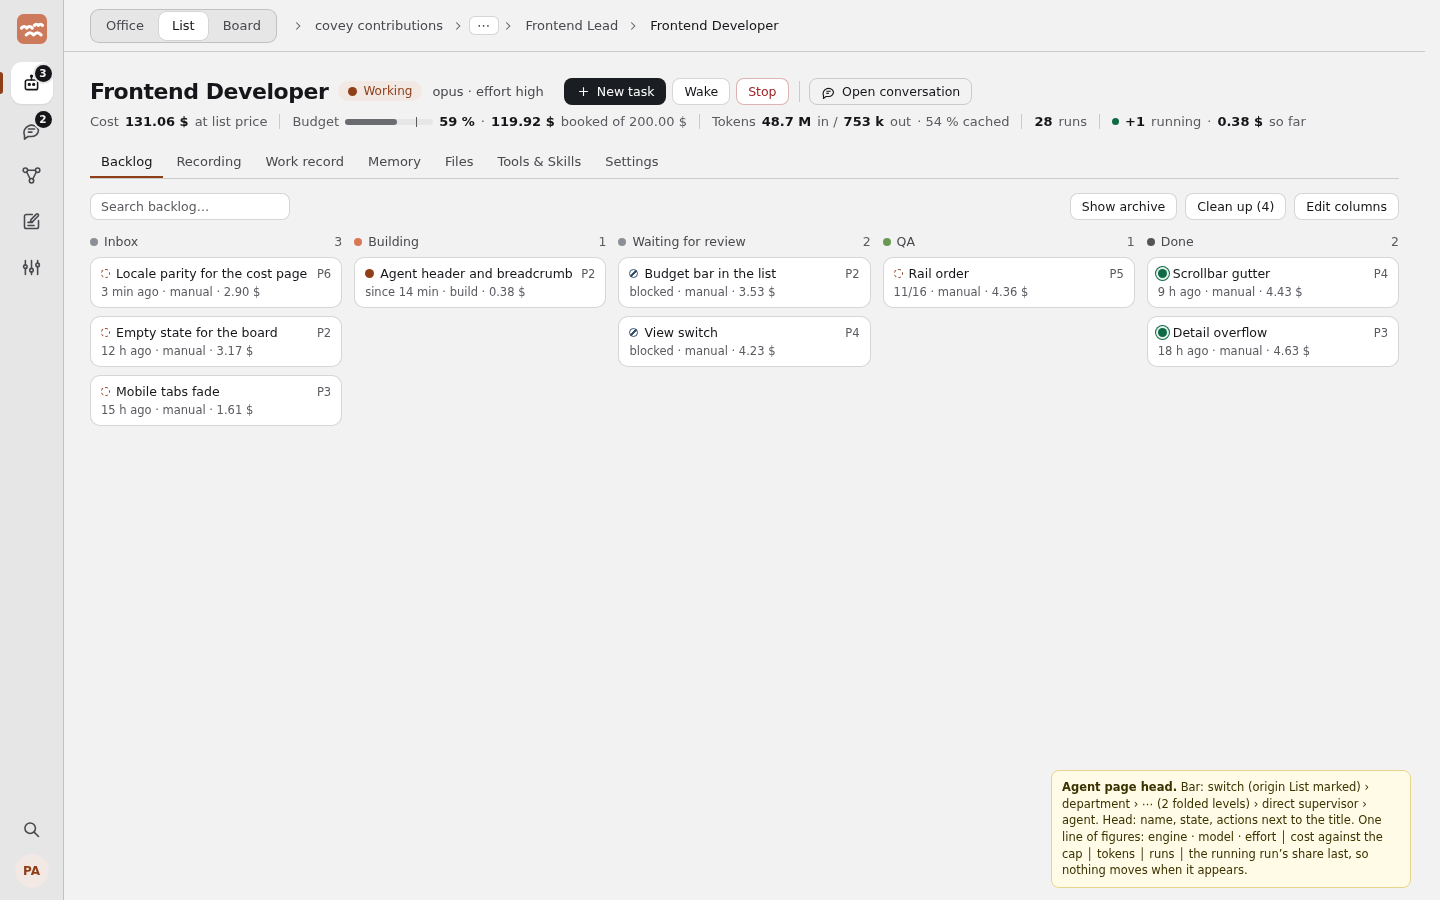 Office List Board › covey contributions › ··· › Frontend Lead › Frontend Developer
3
2
Frontend Developer Working opus · effort high + New task Wake Stop Open conversation
Cost 131.06 $ at list price Budget 59 % · 119.92 $ booked of 200.00 $ Tokens 48.7 M in / 753 k out · 54 % cached 28 runs +1 running · 0.38 $ so far
Backlog Recording Work record Memory Files Tools & Skills Settings
Search backlog… Show archive Clean up (4) Edit columns
Inbox 3
Locale parity for the cost page P6
3 min ago · manual · 2.90 $
Empty state for the board P2
12 h ago · manual · 3.17 $
Mobile tabs fade P3
15 h ago · manual · 1.61 $
Building 1
Agent header and breadcrumb P2
since 14 min · build · 0.38 $
Waiting for review 2
Budget bar in the list P2
blocked · manual · 3.53 $
View switch P4
blocked · manual · 4.23 $
QA 1
Rail order P5
11/16 · manual · 4.36 $
Done 2
Scrollbar gutter P4
9 h ago · manual · 4.43 $
Detail overflow P3
18 h ago · manual · 4.63 $
Agent page head. Bar: switch (origin List marked) ›
department › ··· (2 folded levels) › direct supervisor ›
agent. Head: name, state, actions next to the title. One
line of figures: engine · model · effort │ cost against the
cap │ tokens │ runs │ the running run’s share last, so
nothing moves when it appears.
PA